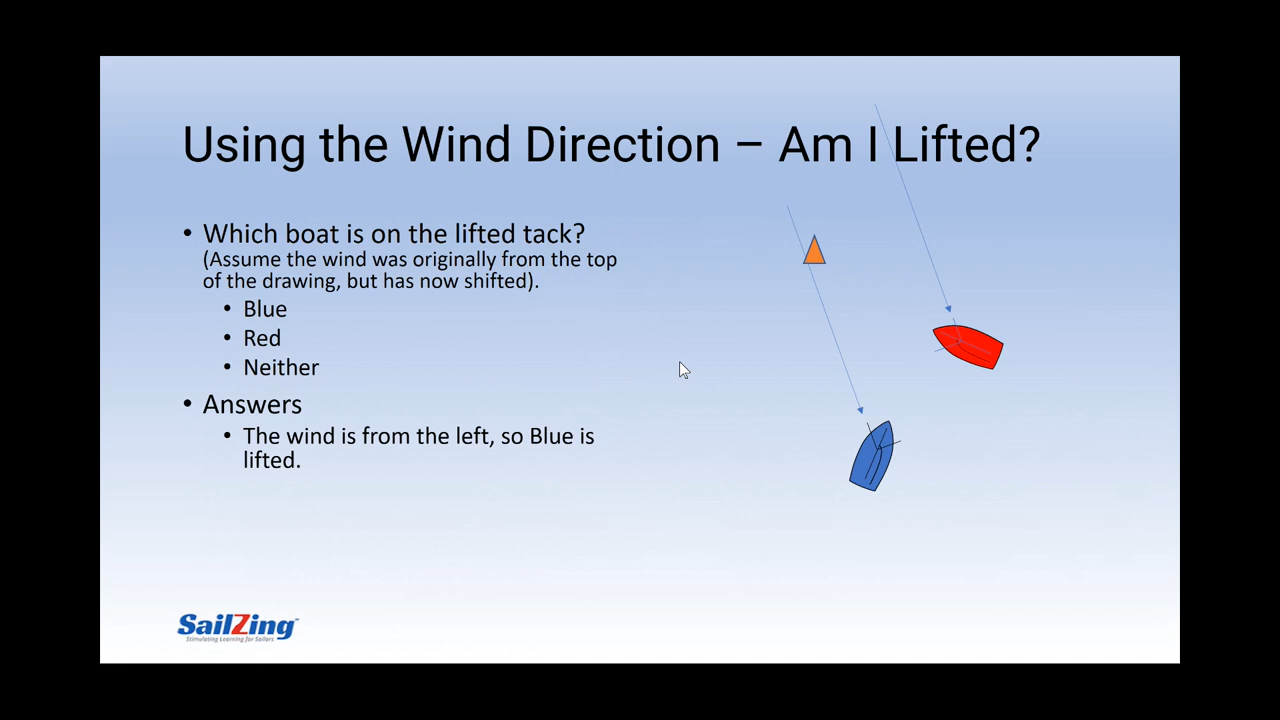 Using the Wind Direction – Am I Lifted?
• Which boat is on the lifted tack?
(Assume the wind was originally from the top
of the drawing, but has now shifted).
• Blue
• Red
• Neither
• Answers
• The wind is from the left, so Blue is
lifted.
SailZing™
Stimulating Learning for Sailors